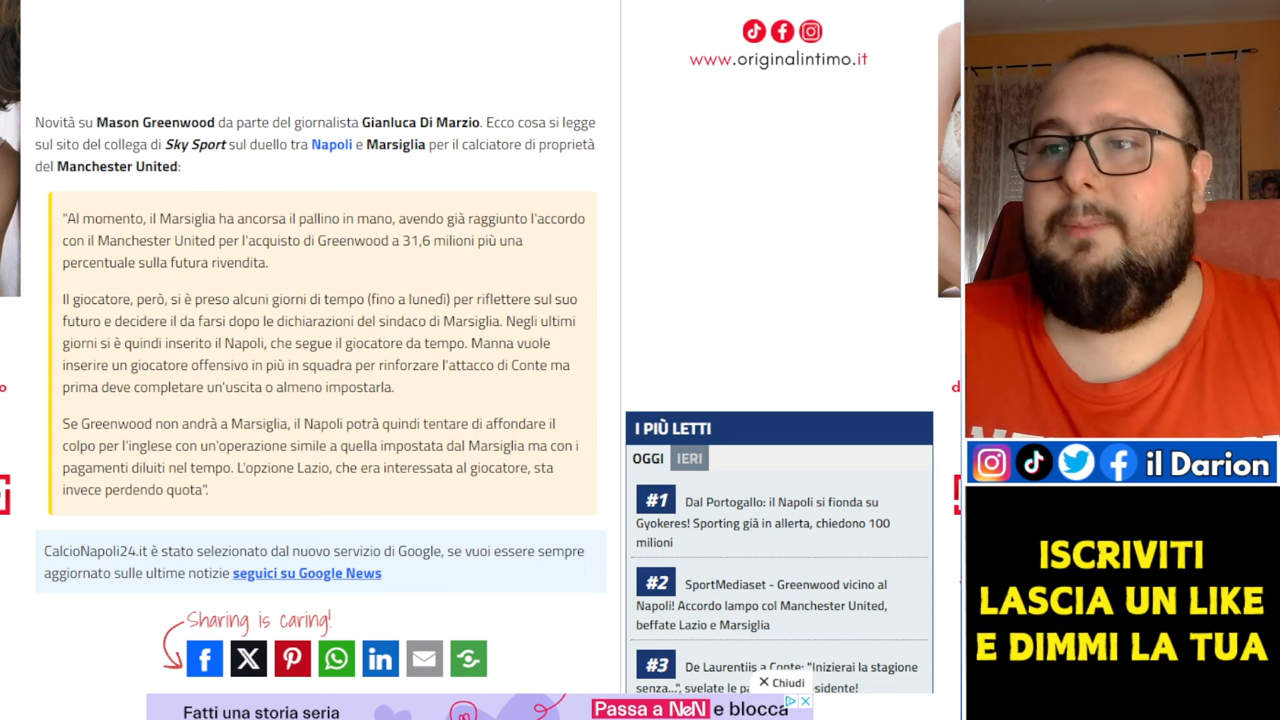 www.originalintimo.it
Novità su Mason Greenwood da parte del giornalista Gianluca Di Marzio. Ecco cosa si legge
sul sito del collega di Sky Sport sul duello tra Napoli e Marsiglia per il calciatore di proprietà
del Manchester United:
"Al momento, il Marsiglia ha ancorsa il pallino in mano, avendo già raggiunto l'accordo
con il Manchester United per l'acquisto di Greenwood a 31,6 milioni più una
percentuale sulla futura rivendita.
Il giocatore, però, si è preso alcuni giorni di tempo (fino a lunedì) per riflettere sul suo
futuro e decidere il da farsi dopo le dichiarazioni del sindaco di Marsiglia. Negli ultimi
giorni si è quindi inserito il Napoli, che segue il giocatore da tempo. Manna vuole
inserire un giocatore offensivo in più in squadra per rinforzare l'attacco di Conte ma
prima deve completare un'uscita o almeno impostarla.
Se Greenwood non andrà a Marsiglia, il Napoli potrà quindi tentare di affondare il
colpo per l'inglese con un'operazione simile a quella impostata dal Marsiglia ma con i
pagamenti diluiti nel tempo. L'opzione Lazio, che era interessata al giocatore, sta
invece perdendo quota".
CalcioNapoli24.it è stato selezionato dal nuovo servizio di Google, se vuoi essere sempre
aggiornato sulle ultime notizie seguici su Google News
Sharing is caring!
I PIÙ LETTI
OGGI IERI
#1 Dal Portogallo: il Napoli si fionda su
Gyokeres! Sporting già in allerta, chiedono 100
milioni
#2 SportMediaset - Greenwood vicino al
Napoli! Accordo lampo col Manchester United,
beffate Lazio e Marsiglia
#3 De Laurentiis a Conte: "Inizierai la stagione
senza...", svelate le
Chiudi
Fatti una storia seria
Passa a NeN e blocca
il Darion
ISCRIVITI
LASCIA UN LIKE
E DIMMI LA TUA